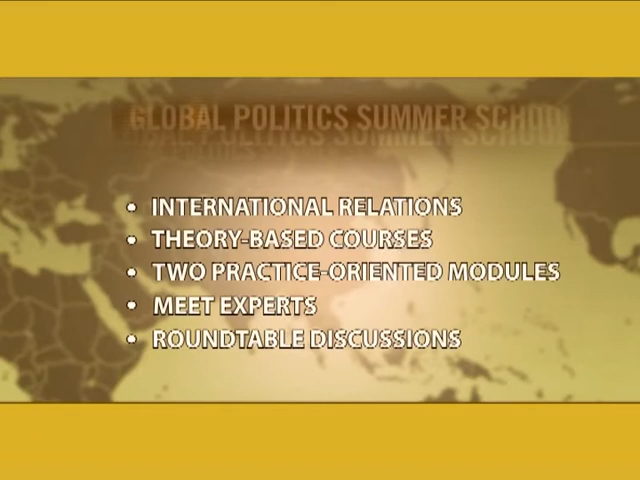 GLOBAL POLITICS SUMMER SCHOOL
• INTERNATIONAL RELATIONS
• THEORY-BASED COURSES
• TWO PRACTICE-ORIENTED MODULES
• MEET EXPERTS
• ROUNDTABLE DISCUSSIONS